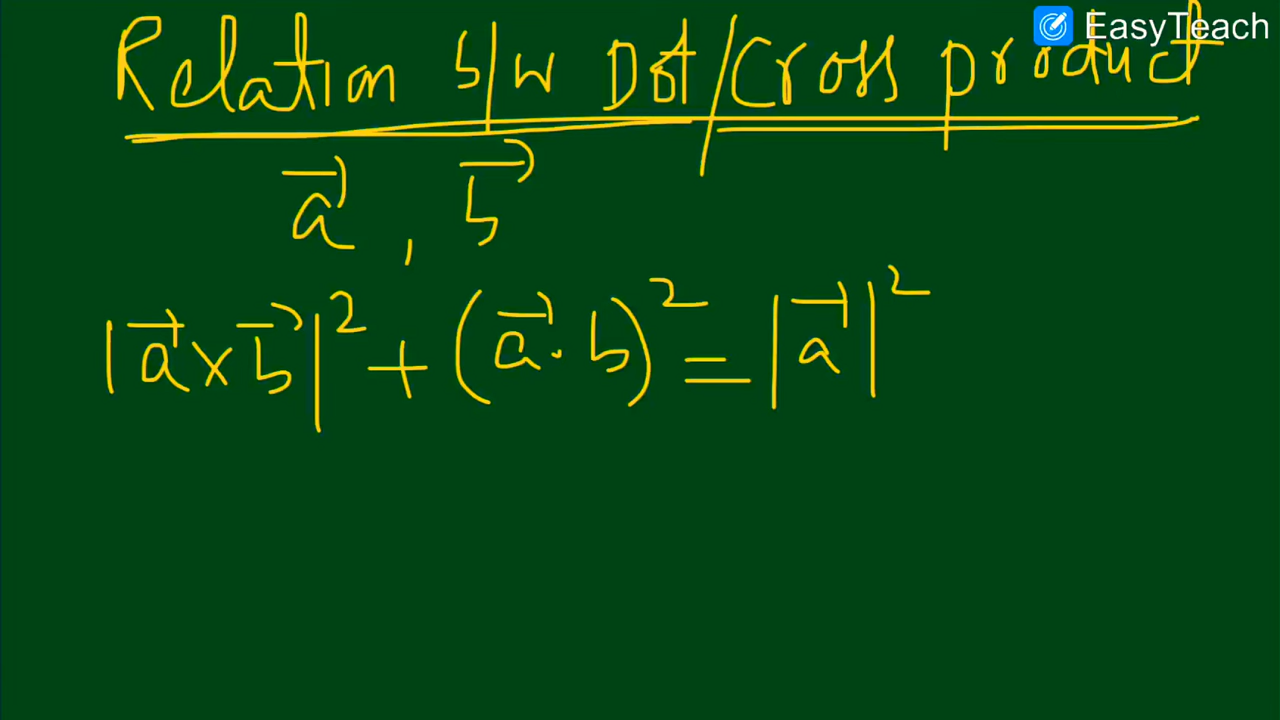 EasyTeach
Relation b/w Dot/Cross product
a⃗ , b⃗
|a⃗ × b⃗|² + (a⃗ · b)² = |a⃗|²